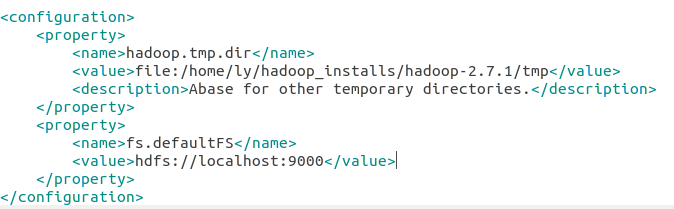 <configuration>
    <property>
        <name>hadoop.tmp.dir</name>
        <value>file:/home/ly/hadoop_installs/hadoop-2.7.1/tmp</value>
        <description>Abase for other temporary directories.</description>
    </property>
    <property>
        <name>fs.defaultFS</name>
        <value>hdfs://localhost:9000</value>
    </property>
</configuration>